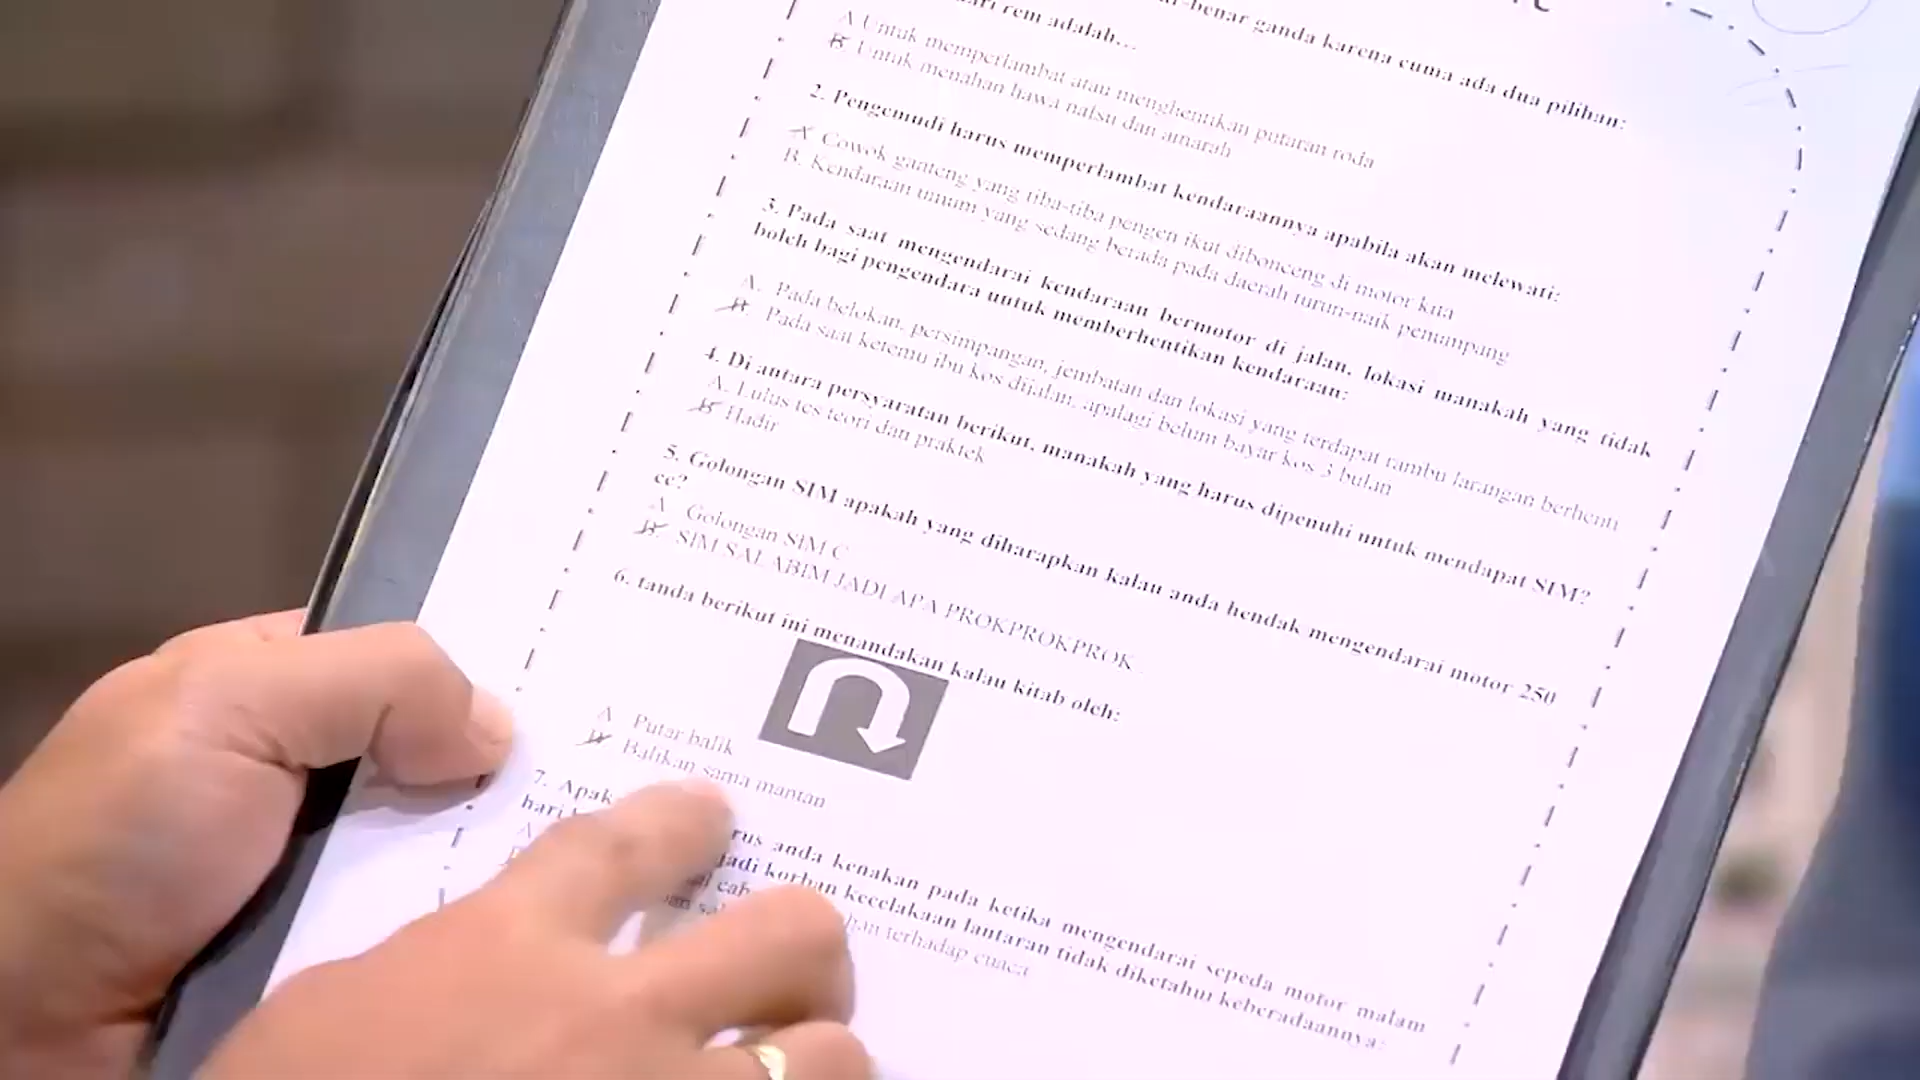 -benar ganda karena cuma ada dua pilihan:
rem adalah...
A Untuk memperlambat atau menghentikan putaran roda
B. Untuk menahan hawa nafsu dan amarah
2. Pengemudi harus memperlambat kendaraannya apabila akan melewati:
A Cowok ganteng yang tiba-tiba pengen ikut dibonceng di motor kita
B. Kendaraan umum yang sedang berada pada daerah turun-naik penumpang
3. Pada saat mengendarai kendaraan bermotor di jalan, lokasi manakah yang tidak
boleh bagi pengendara untuk memberhentikan kendaraan:
A. Pada belokan, persimpangan, jembatan dan lokasi yang terdapat rambu larangan berhenti
B. Pada saat ketemu ibu kos dijalan, apalagi belum bayar kos 3 bulan
4. Di antara persyaratan berikut, manakah yang harus dipenuhi untuk mendapat SIM?
A. Lulus tes teori dan praktek
B Hadir
5. Golongan SIM apakah yang diharapkan kalau anda hendak mengendarai motor 250
cc?
A Golongan SIM C
B. SIM SALABIM JADI APA PROKPROKPROK
6. tanda berikut ini menandakan kalau kitab oleh:
A Putar balik
B Balikan sama mantan
7. Apak rus anda kenakan pada ketika mengendarai sepeda motor malam
hari jadi korban kecelakaan lantaran tidak diketahui keberadaannya:
A
terhadap cuaca